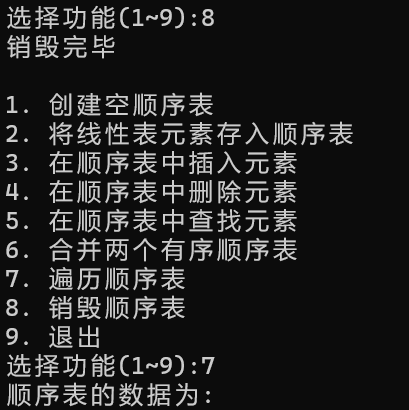 选择功能(1~9):8
销毁完毕
1. 创建空顺序表
2. 将线性表元素存入顺序表
3. 在顺序表中插入元素
4. 在顺序表中删除元素
5. 在顺序表中查找元素
6. 合并两个有序顺序表
7. 遍历顺序表
8. 销毁顺序表
9. 退出
选择功能(1~9):7
顺序表的数据为: